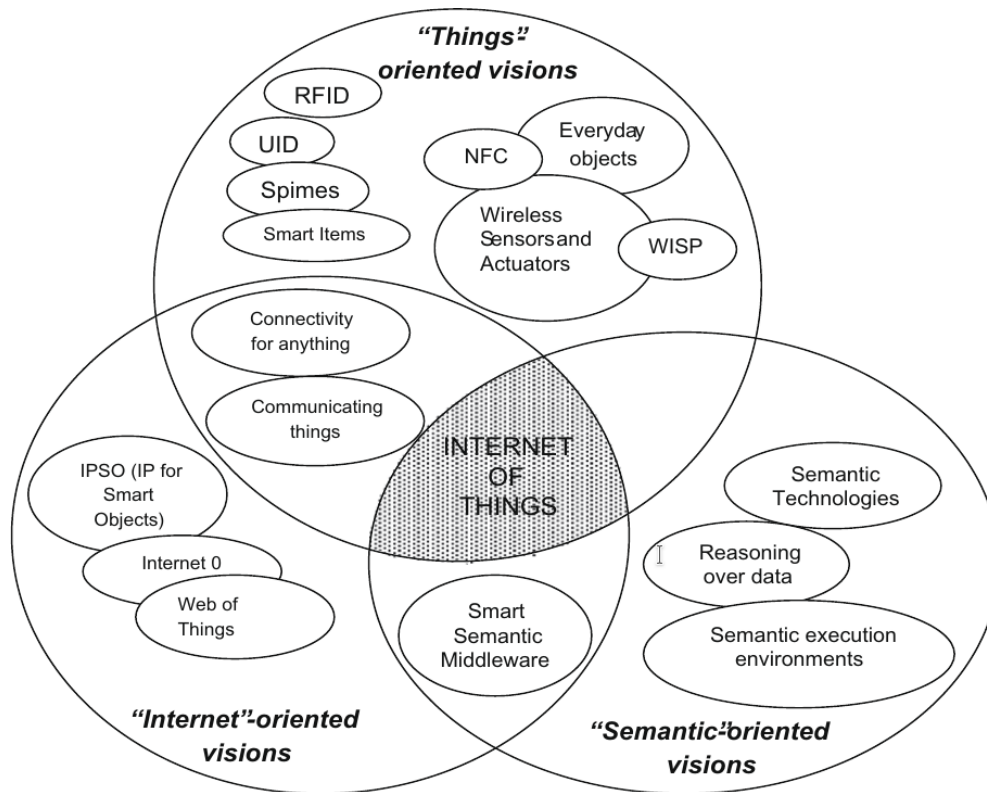 “Things”-
oriented visions
RFID
UID
Spimes
Smart Items
Everyday
objects
NFC
Wireless
Sensors and
Actuators
WISP
Connectivity
for anything
Communicating
things
INTERNET
OF
THINGS
IPSO (IP for
Smart
Objects)
Internet 0
Web of
Things
Semantic
Technologies
Reasoning
over data
Semantic execution
environments
Smart
Semantic
Middleware
“Internet”-oriented
visions
“Semantic”-oriented
visions